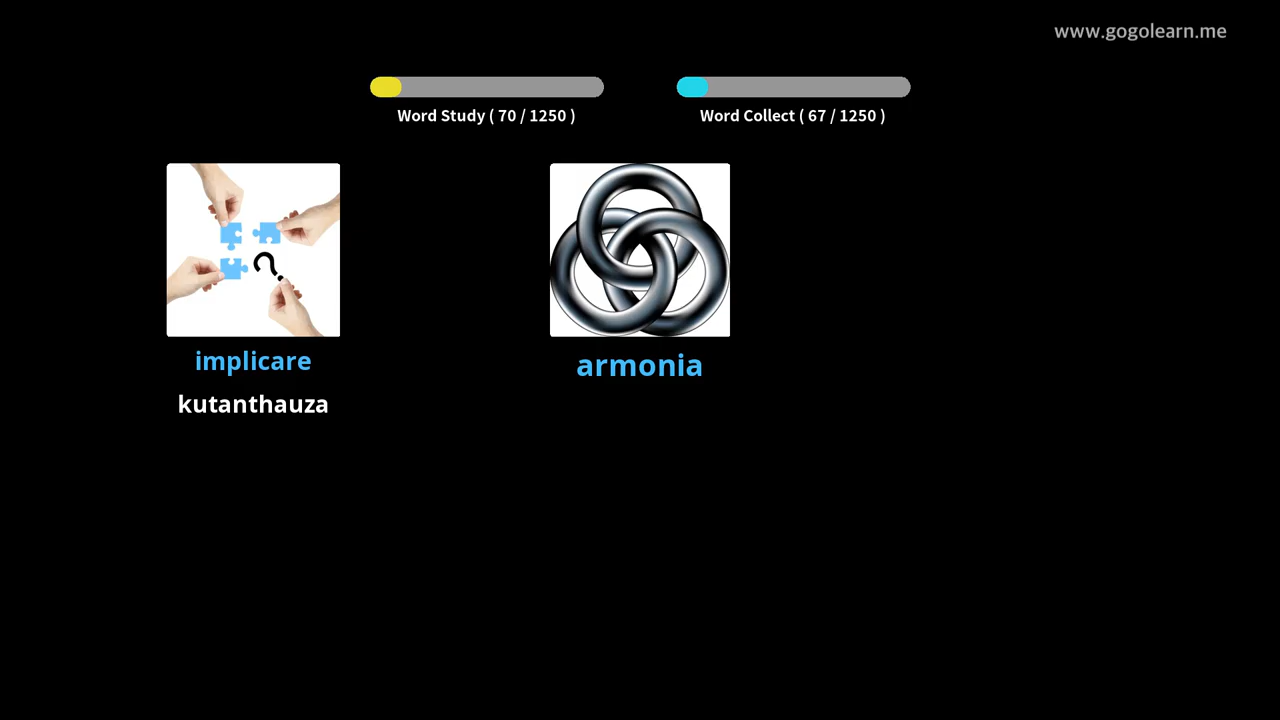 www.gogolearn.me
Word Study ( 70 / 1250 )
Word Collect ( 67 / 1250 )
implicare
kutanthauza
armonia